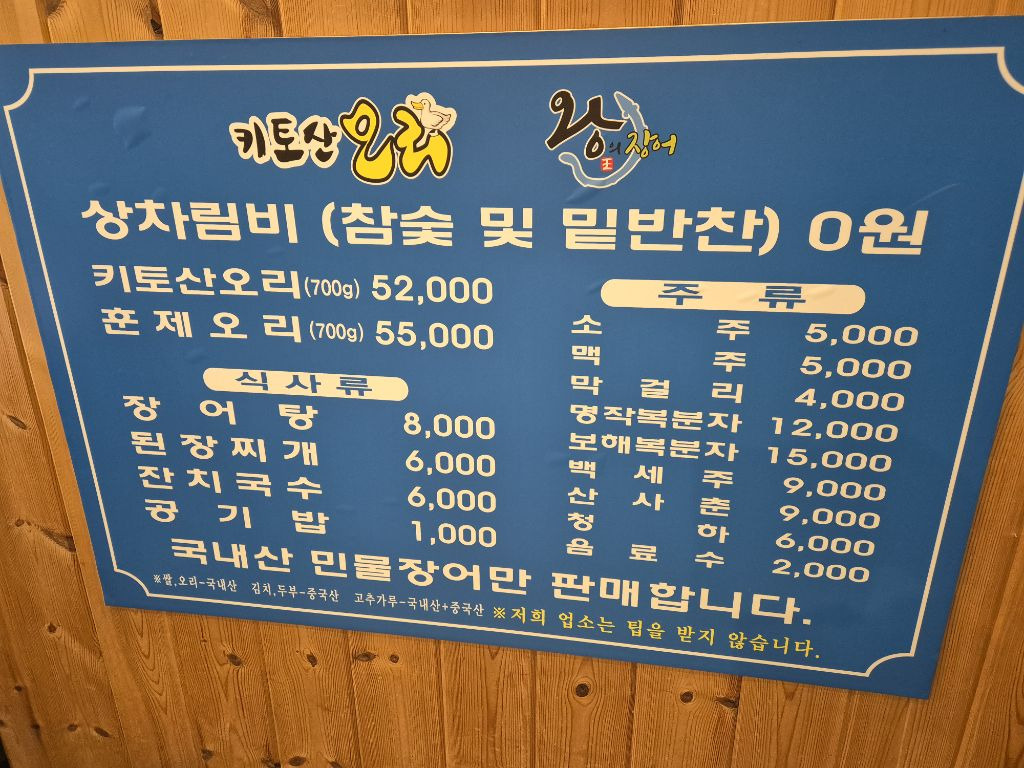 키토산오리
왕의장어
王
상차림비 (참숯 및 밑반찬) 0원
키토산오리(700g) 52,000
훈제오리(700g) 55,000
식사류
장어탕 8,000
된장찌개 6,000
잔치국수 6,000
공기밥 1,000
주류
소주 5,000
맥주 5,000
막걸리 4,000
명작복분자 12,000
보해복분자 15,000
백세주 9,000
산사춘 9,000
청하 6,000
음료수 2,000
국내산 민물장어만 판매합니다.
※쌀,오리-국내산 김치,두부-중국산 고추가루-국내산+중국산 ※저희 업소는 팁을 받지 않습니다.